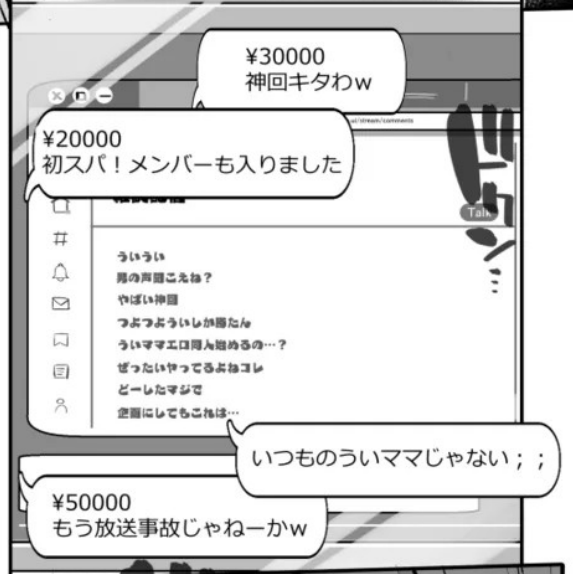 ¥30000
神回キタわw
¥20000
初スパ！メンバーも入りました
Talk
ういうい
男の声聞こえね？
やばい神回
つよつよういしか勝たん
ういママエロ同人始めるの…？
ぜったいやってるよねコレ
どーしたマジで
企画にしてもこれは…
いつものういママじゃない；；
¥50000
もう放送事故じゃねーかw